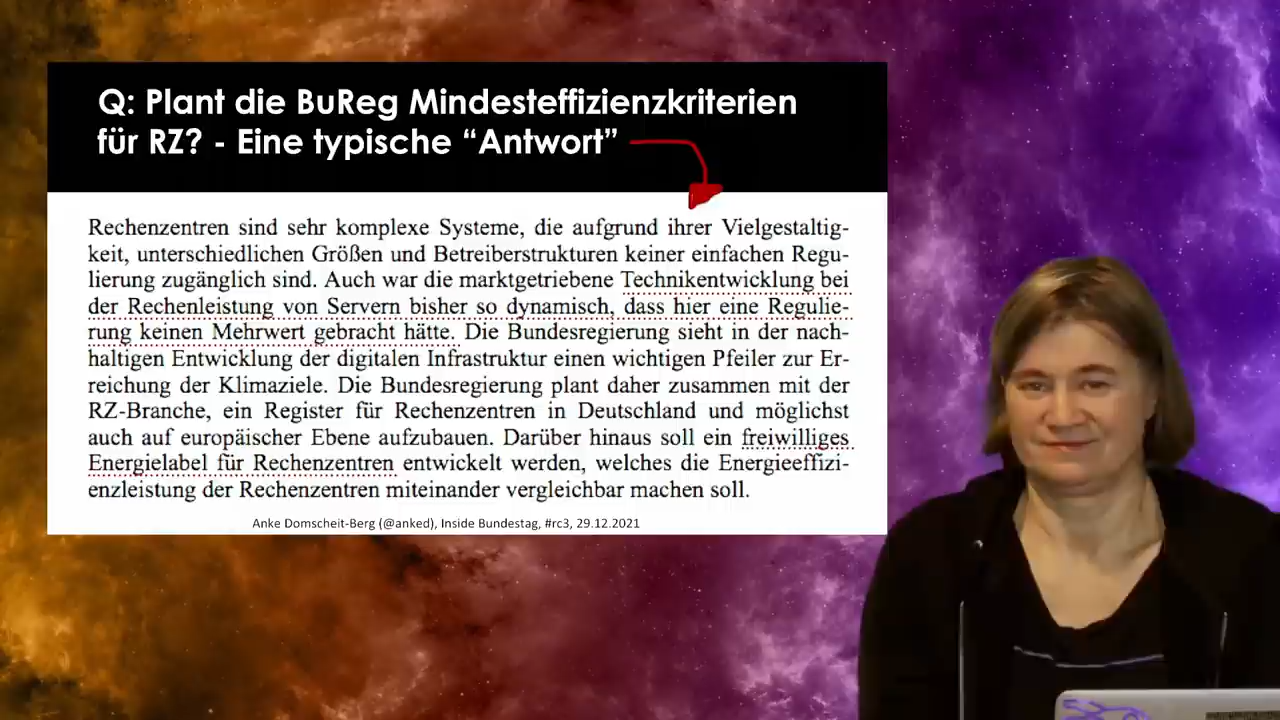 Q: Plant die BuReg Mindesteffizienzkriterien
für RZ? - Eine typische “Antwort”
Rechenzentren sind sehr komplexe Systeme, die aufgrund ihrer Vielgestaltig-
keit, unterschiedlichen Größen und Betreiberstrukturen keiner einfachen Regu-
lierung zugänglich sind. Auch war die marktgetriebene Technikentwicklung bei
der Rechenleistung von Servern bisher so dynamisch, dass hier eine Regulie-
rung keinen Mehrwert gebracht hätte. Die Bundesregierung sieht in der nach-
haltigen Entwicklung der digitalen Infrastruktur einen wichtigen Pfeiler zur Er-
reichung der Klimaziele. Die Bundesregierung plant daher zusammen mit der
RZ-Branche, ein Register für Rechenzentren in Deutschland und möglichst
auch auf europäischer Ebene aufzubauen. Darüber hinaus soll ein freiwilliges
Energielabel für Rechenzentren entwickelt werden, welches die Energieeffizi-
enzleistung der Rechenzentren miteinander vergleichbar machen soll.
Anke Domscheit-Berg (@anked), Inside Bundestag, #rc3, 29.12.2021